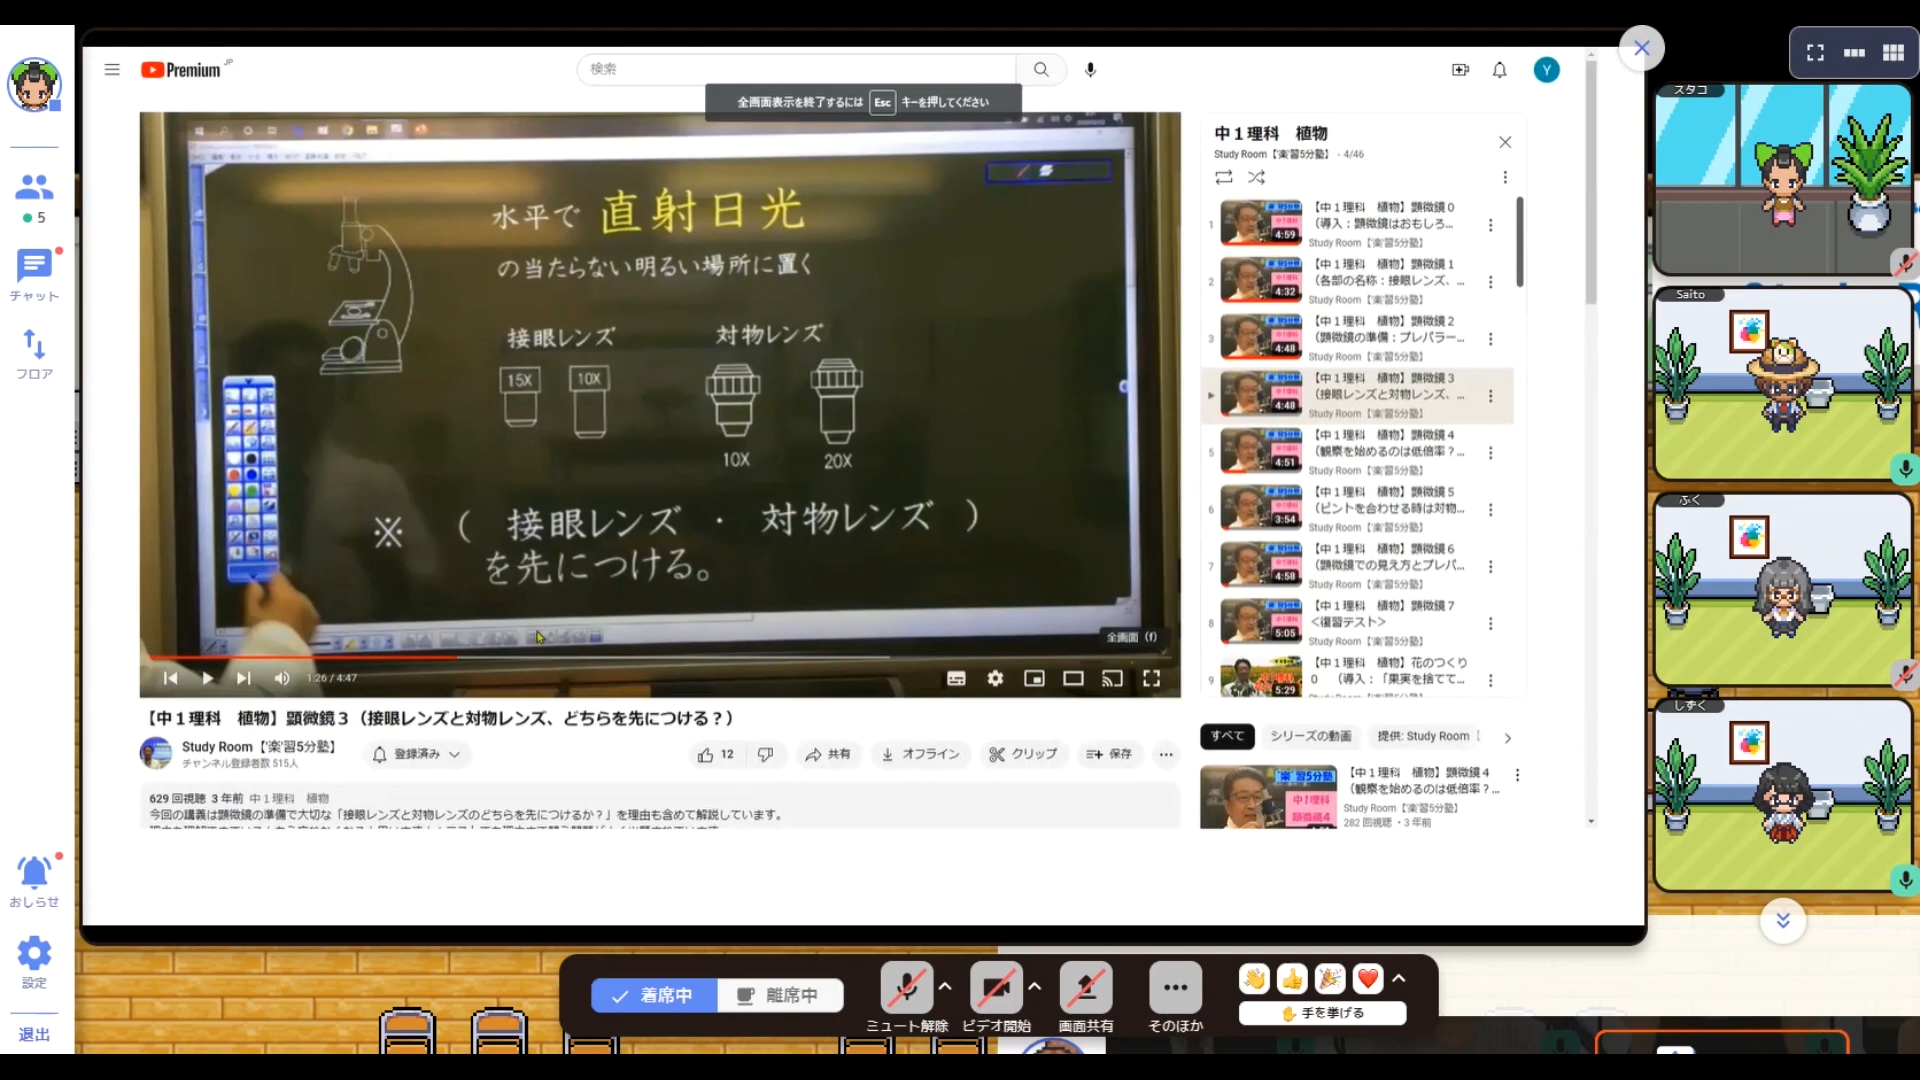 5
チャット
フロア
おしらせ
設定
退出
Premium JP
検索
Y
全画面表示を終了するには Esc キーを押してください
水平で 直射日光
の当たらない明るい場所に置く
接眼レンズ 対物レンズ
15X 10X
10X 20X
※ ( 接眼レンズ ・ 対物レンズ )
を先につける。
全画面 (f)
1:26 / 4:47
【中１理科　植物】顕微鏡３（接眼レンズと対物レンズ、どちらを先につける？）
Study Room【'楽'習5分塾】
チャンネル登録者数 515人
登録済み
12
共有
オフライン
クリップ
保存
629 回視聴 3 年前 中１理科　植物
今回の講義は顕微鏡の準備で大切な「接眼レンズと対物レンズのどちらを先につけるか？」を理由も含めて解説しています。
中１理科　植物
Study Room【'楽'習5分塾】 - 4/46
1
4:59
【中１理科　植物】顕微鏡０
（導入：顕微鏡はおもしろ...
Study Room【'楽'習5分塾】
2
4:32
【中１理科　植物】顕微鏡１
（各部の名称：接眼レンズ、...
Study Room【'楽'習5分塾】
3
4:48
【中１理科　植物】顕微鏡２
（顕微鏡の準備：プレパラー...
Study Room【'楽'習5分塾】
4:48
【中１理科　植物】顕微鏡３
（接眼レンズと対物レンズ、...
Study Room【'楽'習5分塾】
5
4:51
【中１理科　植物】顕微鏡４
（観察を始めるのは低倍率？...
Study Room【'楽'習5分塾】
6
3:54
【中１理科　植物】顕微鏡５
（ピントを合わせる時は対物...
Study Room【'楽'習5分塾】
7
4:58
【中１理科　植物】顕微鏡６
（顕微鏡での見え方とプレパ...
Study Room【'楽'習5分塾】
8
5:05
【中１理科　植物】顕微鏡７
＜復習テスト＞
Study Room【'楽'習5分塾】
9
5:29
【中１理科　植物】花のつくり
０　（導入：「果実を捨てて...
すべて
シリーズの動画
提供: Study Room
'楽'習5分塾
中1理科
顕微鏡4
【中１理科　植物】顕微鏡４
（観察を始めるのは低倍率？...
Study Room【'楽'習5分塾】
282 回視聴 ・3 年前
スタコ
Saito
ふく
しずく
着席中
離席中
ミュート解除
ビデオ開始
画面共有
そのほか
手を挙げる